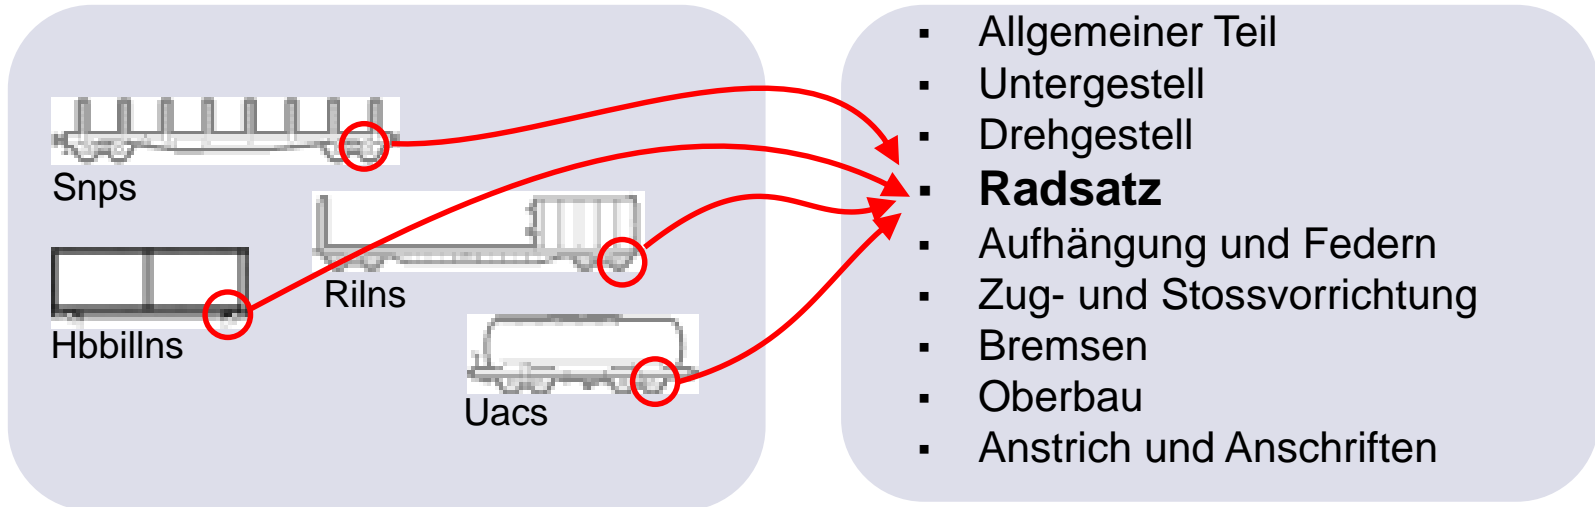 Snps
Rilns
Hbbillns
Uacs
▪ Allgemeiner Teil
▪ Untergestell
▪ Drehgestell
▪ Radsatz
▪ Aufhängung und Federn
▪ Zug- und Stossvorrichtung
▪ Bremsen
▪ Oberbau
▪ Anstrich und Anschriften